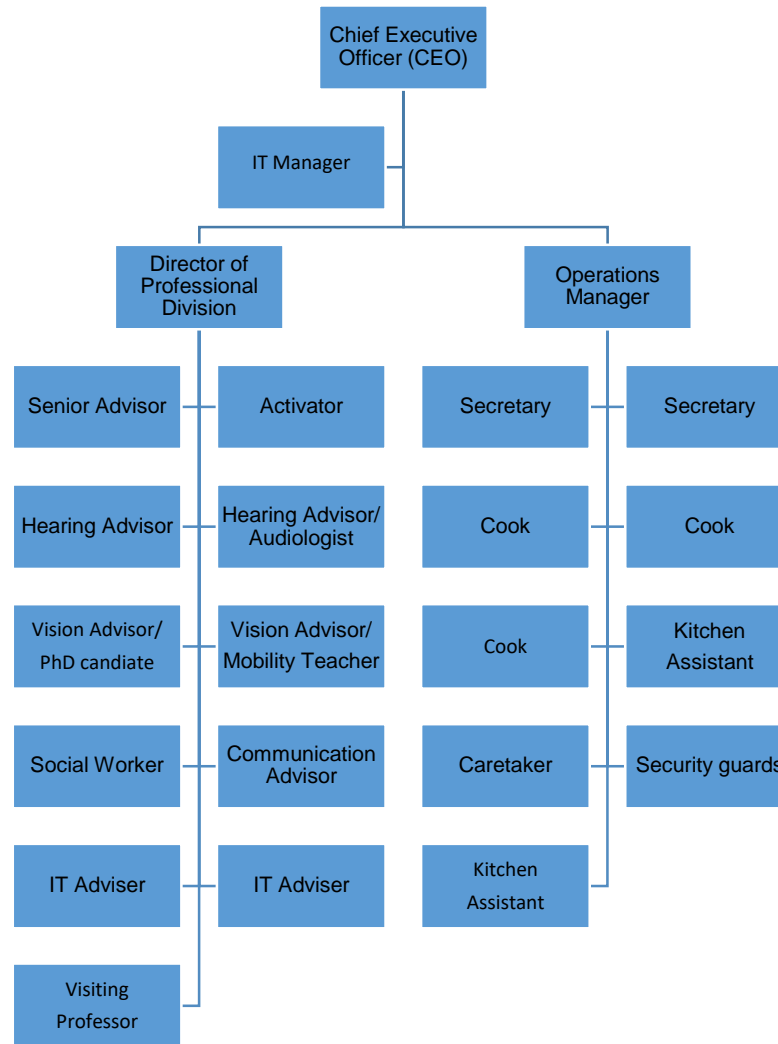 Chief Executive
Officer (CEO)
IT Manager
Director of
Professional
Division
Operations
Manager
Senior Advisor
Activator
Secretary
Secretary
Hearing Advisor
Hearing Advisor/
Audiologist
Cook
Cook
Vision Advisor/
PhD candiate
Vision Advisor/
Mobility Teacher
Cook
Kitchen
Assistant
Social Worker
Communication
Advisor
Caretaker
Security guards
IT Adviser
IT Adviser
Kitchen
Assistant
Visiting
Professor